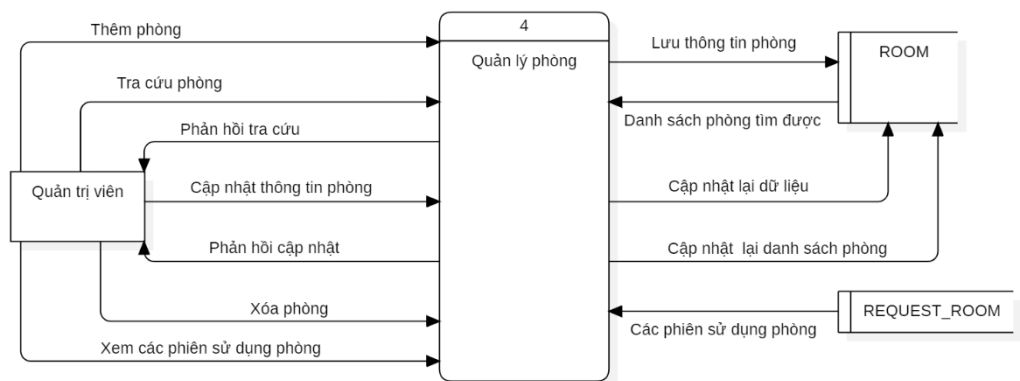 4
Thêm phòng
Lưu thông tin phòng
ROOM
Quản lý phòng
Tra cứu phòng
Danh sách phòng tìm được
Phản hồi tra cứu
Quản trị viên
Cập nhật thông tin phòng
Cập nhật lại dữ liệu
Phản hồi cập nhật
Cập nhật lại danh sách phòng
Xóa phòng
REQUEST_ROOM
Các phiên sử dụng phòng
Xem các phiên sử dụng phòng